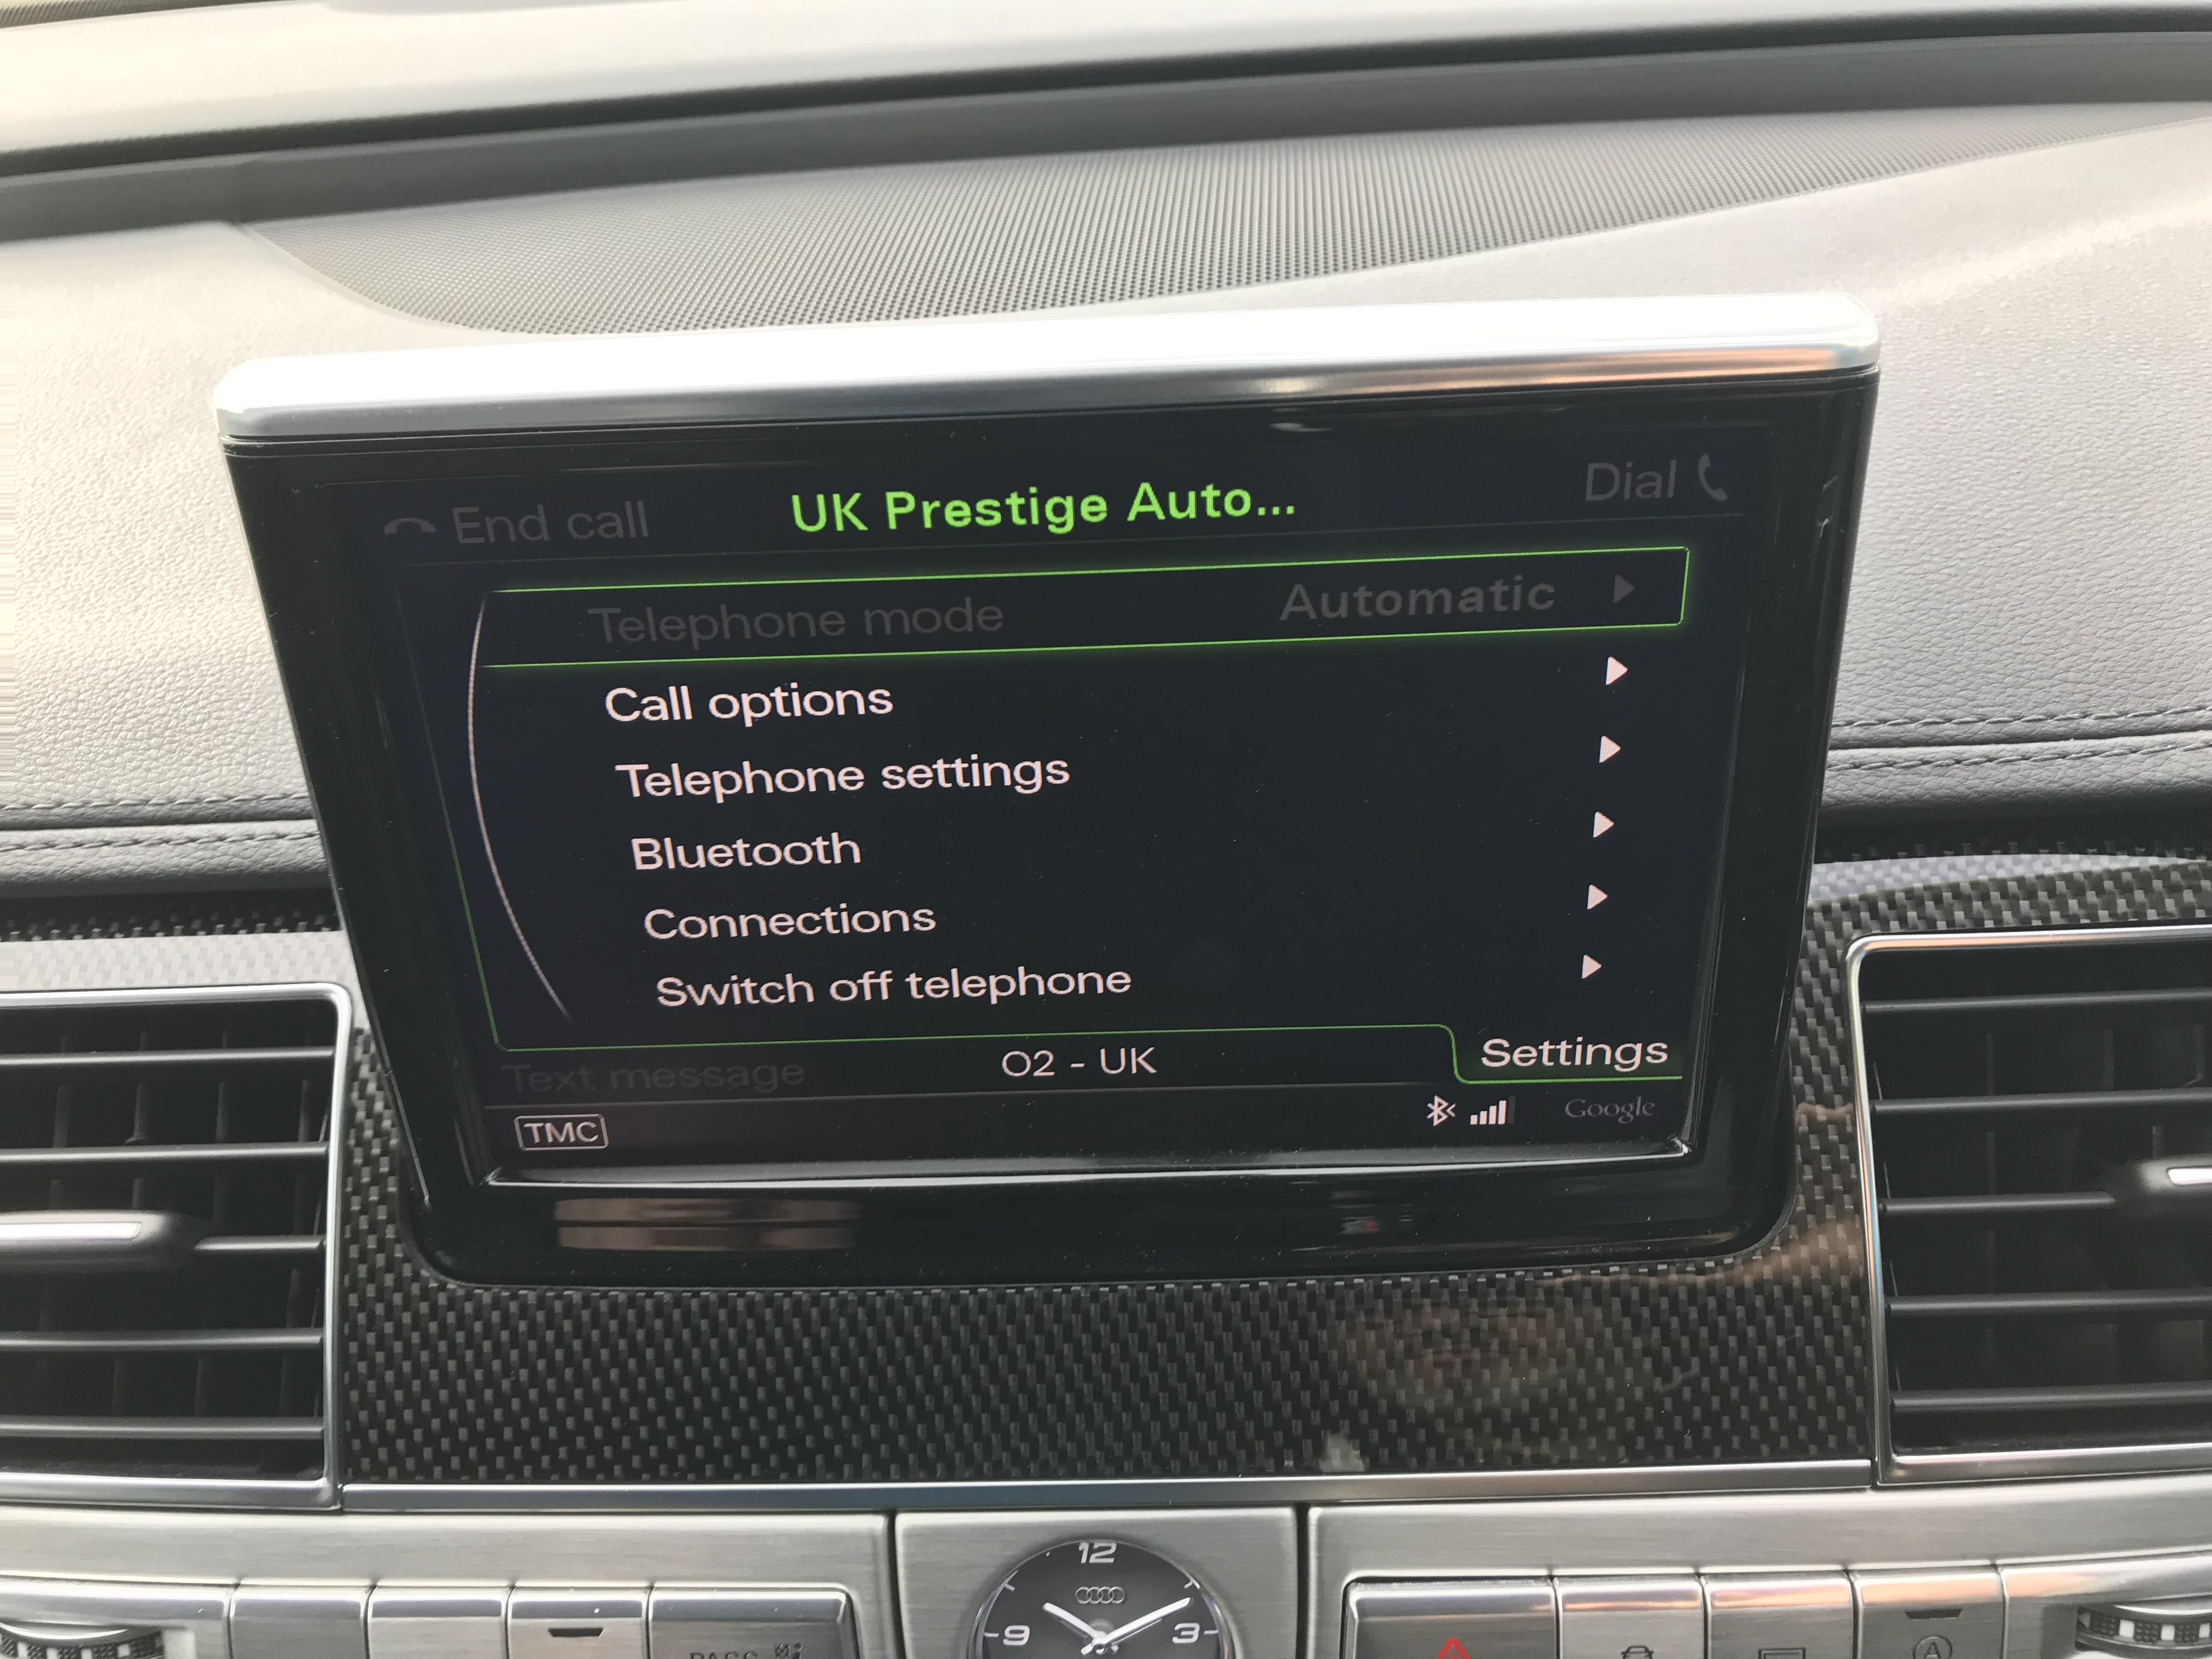 End call
UK Prestige Auto...
Dial
Telephone mode Automatic
Call options
Telephone settings
Bluetooth
Connections
Switch off telephone
Text message
O2 - UK
Settings
TMC
Google
12
9
3
PASS
A